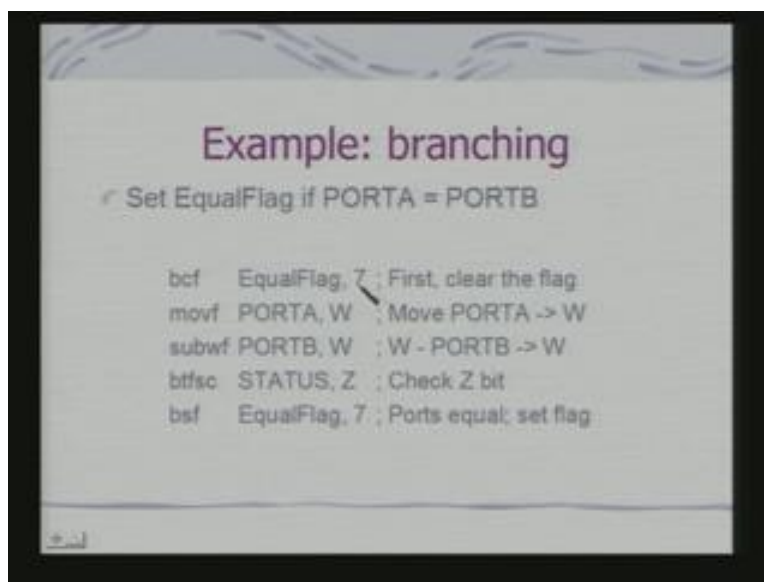 Example: branching
Set EqualFlag if PORTA = PORTB
bcf EqualFlag, 7 ; First, clear the flag
movf PORTA, W ; Move PORTA -> W
subwf PORTB, W ; W - PORTB -> W
btfsc STATUS, Z ; Check Z bit
bsf EqualFlag, 7 ; Ports equal; set flag